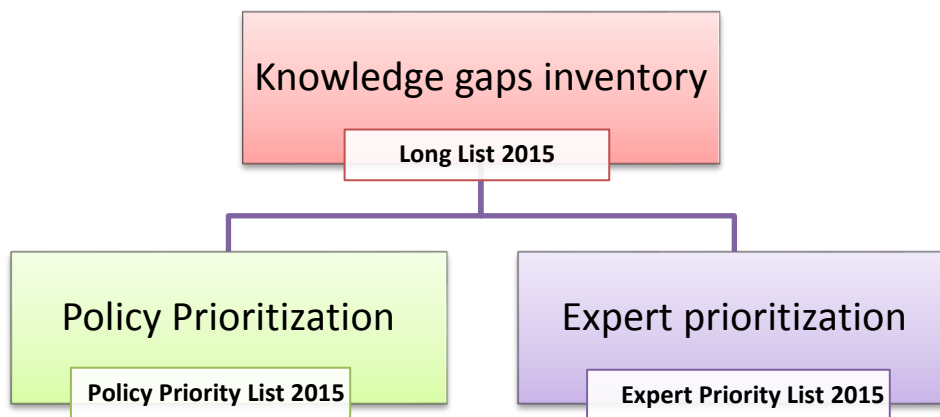 Knowledge gaps inventory
Long List 2015
Policy Prioritization
Expert prioritization
Policy Priority List 2015
Expert Priority List 2015